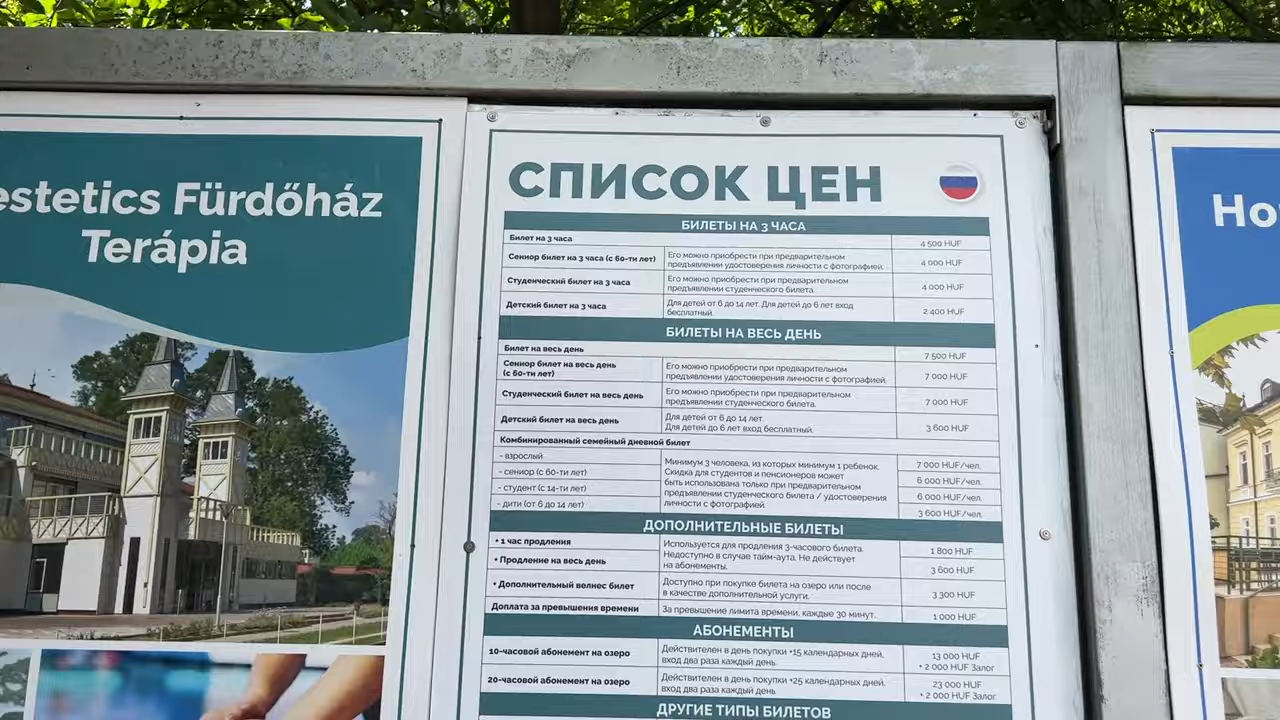 estetics Fürdőház
Terápia
СПИСОК ЦЕН
БИЛЕТЫ НА 3 ЧАСА
Билет на 3 часа
4 500 HUF
Сениор билет на 3 часа (с 60-ти лет)
Его можно приобрести при предварительном
предъявлении удостоверения личности с фотографией.
4 000 HUF
Студенческий билет на 3 часа
Его можно приобрести при предварительном
предъявлении студенческого билета.
4 000 HUF
Детский билет на 3 часа
Для детей от 6 до 14 лет. Для детей до 6 лет вход
бесплатный.
2 400 HUF
БИЛЕТЫ НА ВЕСЬ ДЕНЬ
Билет на весь день
7 500 HUF
Сениор билет на весь день
(с 60-ти лет)
Его можно приобрести при предварительном
предъявлении удостоверения личности с фотографией.
7 000 HUF
Студенческий билет на весь день
Его можно приобрести при предварительном
предъявлении студенческого билета.
7 000 HUF
Детский билет на весь день
Для детей от 6 до 14 лет.
Для детей до 6 лет вход бесплатный.
3 600 HUF
Комбинированный семейный дневной билет
- взрослый
- сениор (с 60-ти лет)
- студент (с 14-ти лет)
- дити (от 6 до 14 лет)
Минимум 3 человека, из которых минимум 1 ребенок.
Скидка для студентов и пенсионеров может
быть использована только при предварительном
предъявлении студенческого билета / удостоверения
личности с фотографией.
7 000 HUF/чел.
6 000 HUF/чел.
6 000 HUF/чел.
3 600 HUF/чел.
ДОПОЛНИТЕЛЬНЫЕ БИЛЕТЫ
+ 1 час продления
+ Продление на весь день
Используется для продления 3-часового билета.
Недоступно в случае тайм-аута. Не действует
на абонементы.
1 800 HUF
3 600 HUF
+ Дополнительный велнес билет
Доступно при покупке билета на озеро или после
в качестве дополнительной услуги.
3 300 HUF
Доплата за превышения времени
За превышение лимита времени, каждые 30 минут.
1 000 HUF
АБОНЕМЕНТЫ
10-часовой абонемент на озеро
Действителен в день покупки +15 календарных дней,
вход два раза каждый день.
13 000 HUF
+ 2 000 HUF Залог
20-часовой абонемент на озеро
Действителен в день покупки +25 календарных дней,
вход два раза каждый день
23 000 HUF
+ 2 000 HUF Залог
ДРУГИЕ ТИПЫ БИЛЕТОВ
Ho